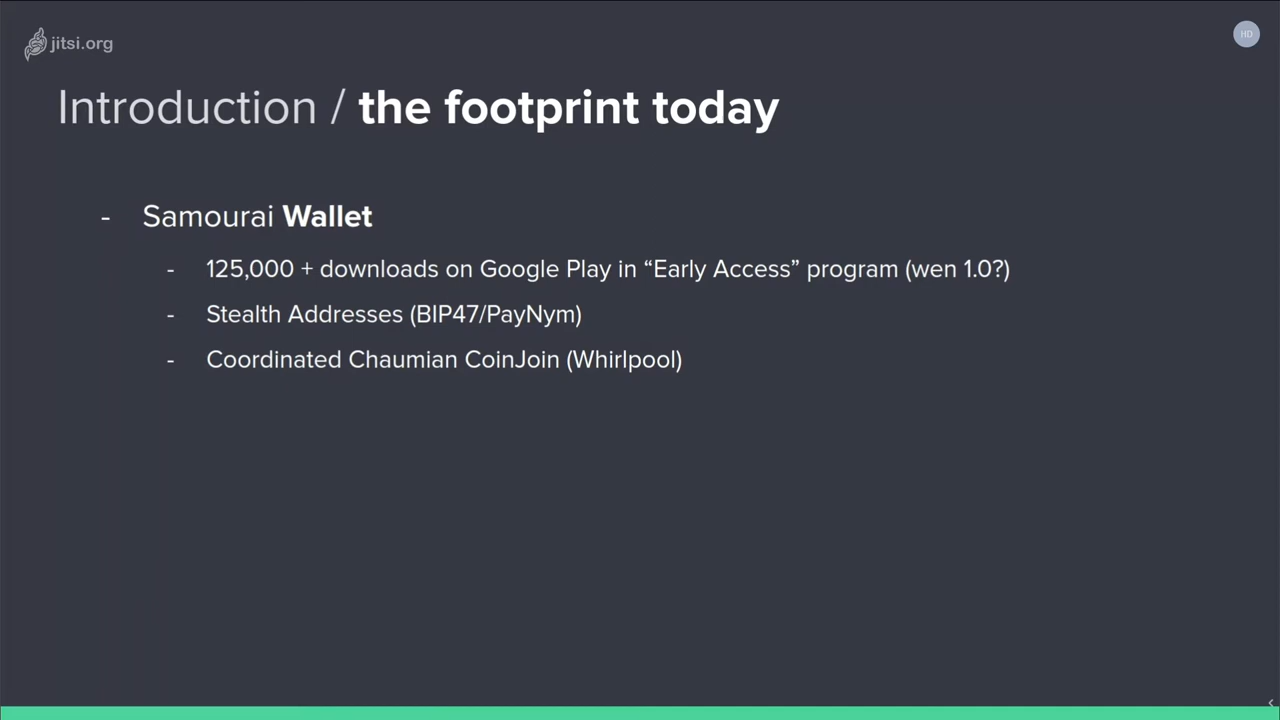 jitsi.org
HD
Introduction / the footprint today
- Samourai Wallet
- 125,000 + downloads on Google Play in “Early Access” program (wen 1.0?)
- Stealth Addresses (BIP47/PayNym)
- Coordinated Chaumian CoinJoin (Whirlpool)